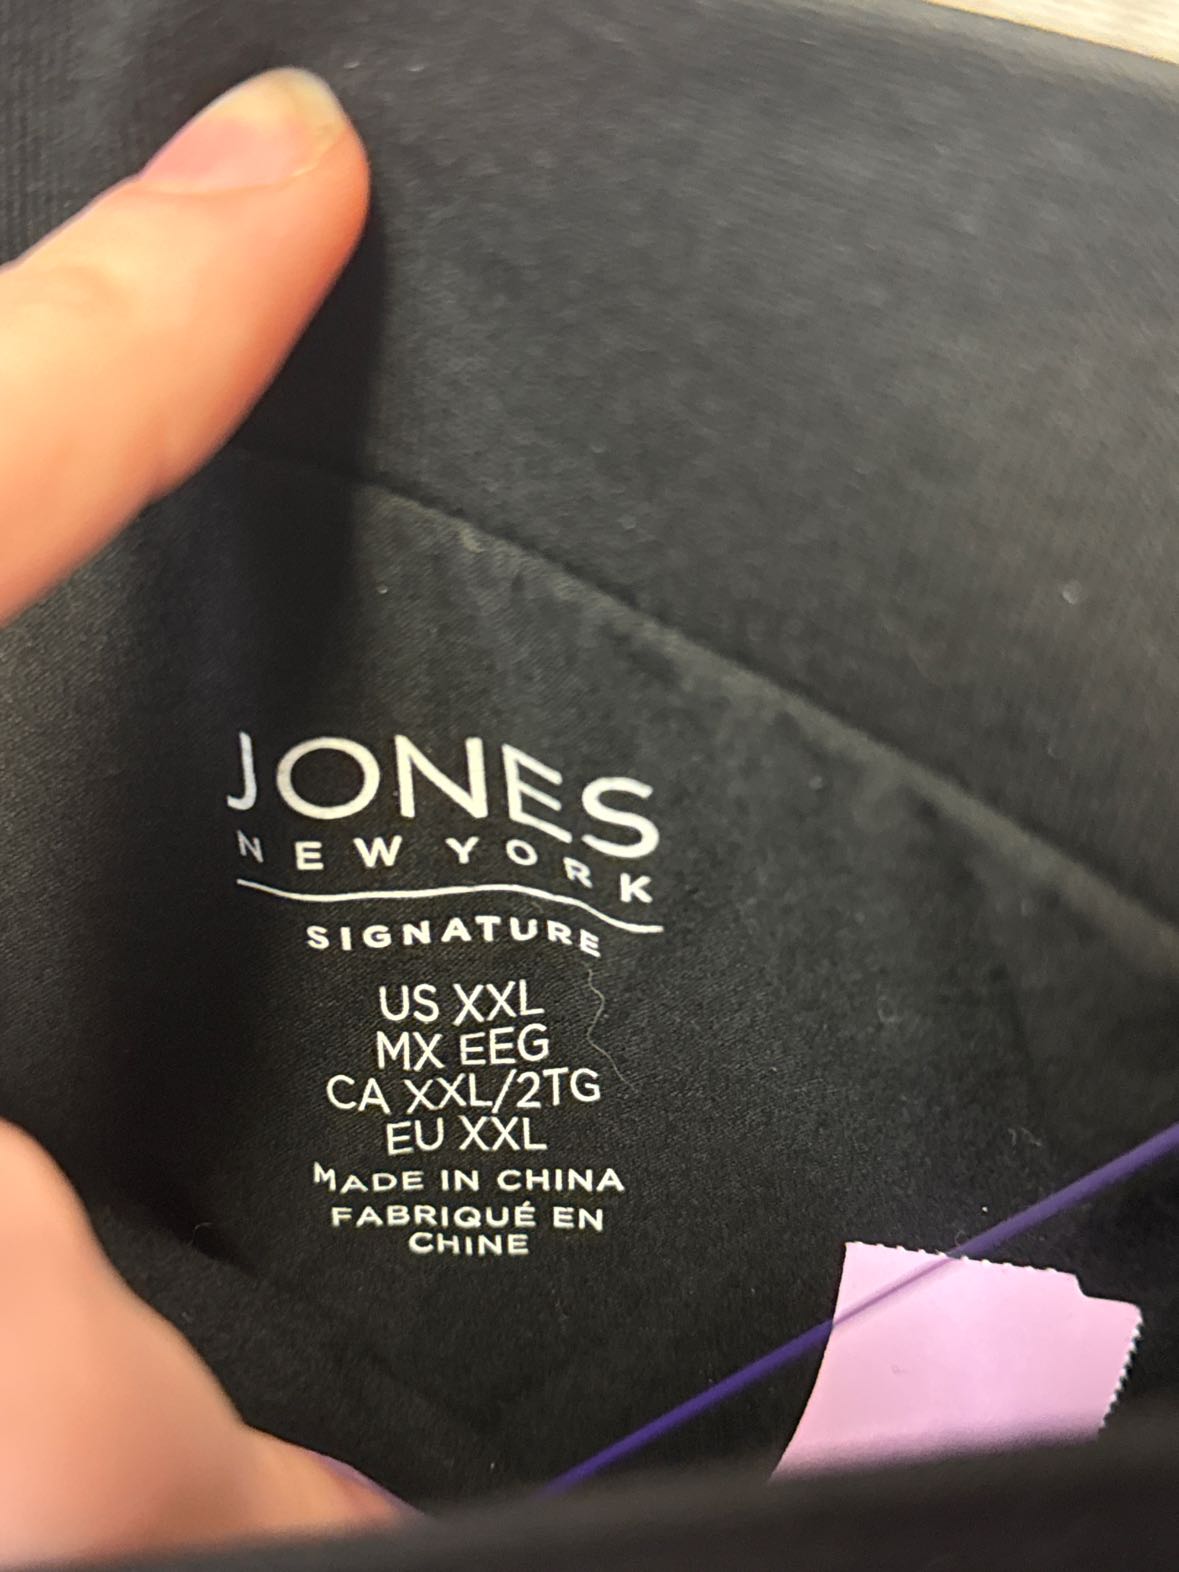 JONES
NEW YORK
SIGNATURE
US XXL
MX EEG
CA XXL/2TG
EU XXL
MADE IN CHINA
FABRIQUÉ EN
CHINE